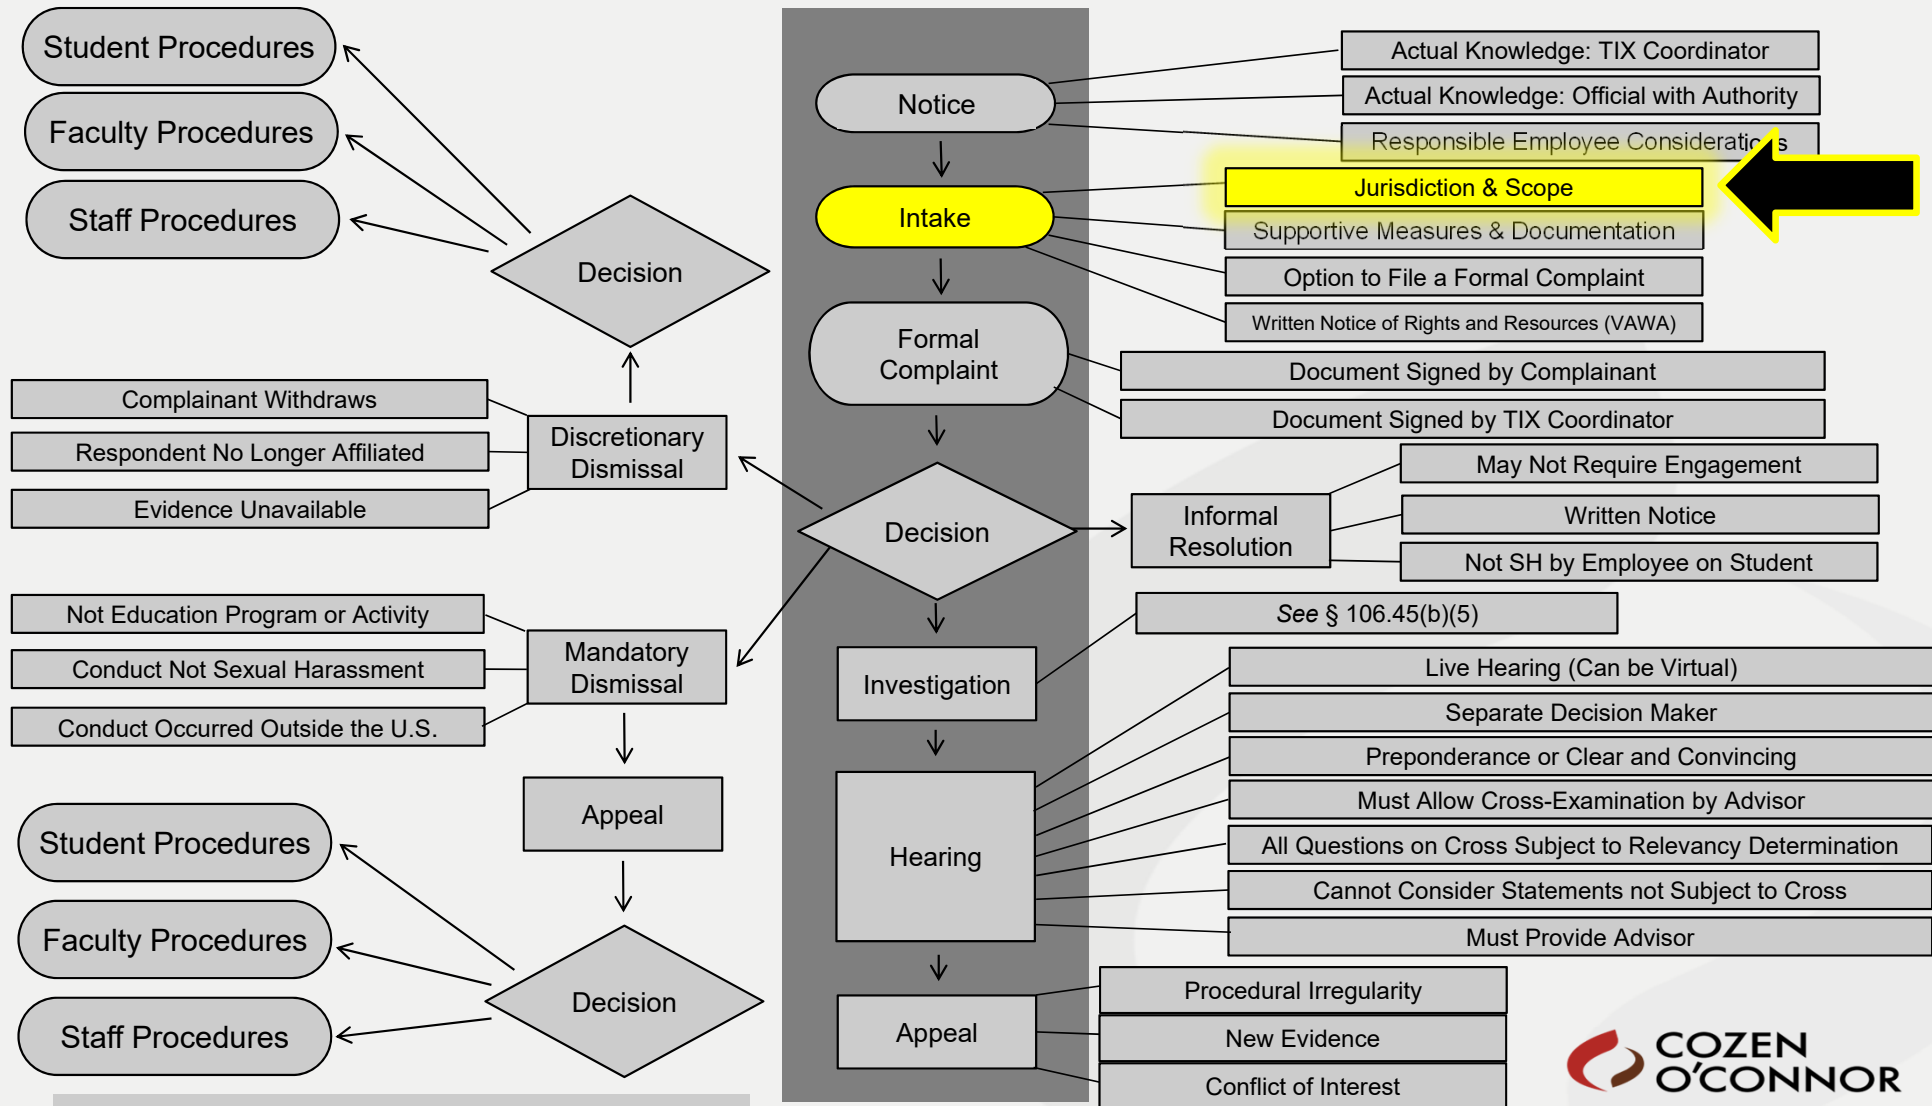 Student Procedures
Faculty Procedures
Staff Procedures
Decision
Complainant Withdraws
Respondent No Longer Affiliated
Evidence Unavailable
Discretionary
Dismissal
Not Education Program or Activity
Conduct Not Sexual Harassment
Conduct Occurred Outside the U.S.
Mandatory
Dismissal
Appeal
Student Procedures
Faculty Procedures
Staff Procedures
Decision
Notice
Actual Knowledge: TIX Coordinator
Actual Knowledge: Official with Authority
Responsible Employee Considerations
Intake
Jurisdiction & Scope
Supportive Measures & Documentation
Option to File a Formal Complaint
Written Notice of Rights and Resources (VAWA)
Formal
Complaint
Document Signed by Complainant
Document Signed by TIX Coordinator
Decision
Informal
Resolution
May Not Require Engagement
Written Notice
Not SH by Employee on Student
Investigation
See § 106.45(b)(5)
Hearing
Live Hearing (Can be Virtual)
Separate Decision Maker
Preponderance or Clear and Convincing
Must Allow Cross-Examination by Advisor
All Questions on Cross Subject to Relevancy Determination
Cannot Consider Statements not Subject to Cross
Must Provide Advisor
Appeal
Procedural Irregularity
New Evidence
Conflict of Interest
COZEN
O'CONNOR